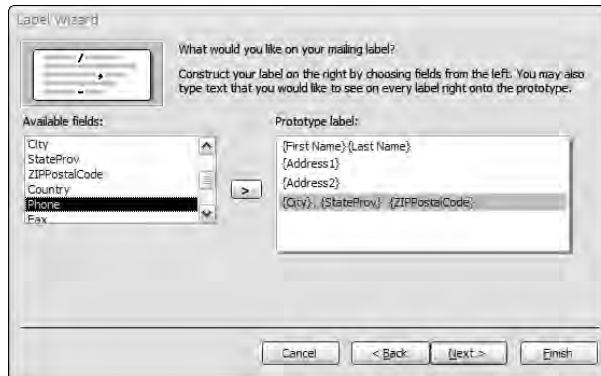 Label Wizard
What would you like on your mailing label?
Construct your label on the right by choosing fields from the left. You may also
type text that you would like to see on every label right onto the prototype.
Available fields:
Prototype label:
City
StateProv
ZIPPostalCode
Country
Phone
Fax
>
{First Name}{Last Name}
{Address1}
{Address2}
{City}, {StateProv} {ZIPPostalCode}
Cancel
< Back
Next >
Finish